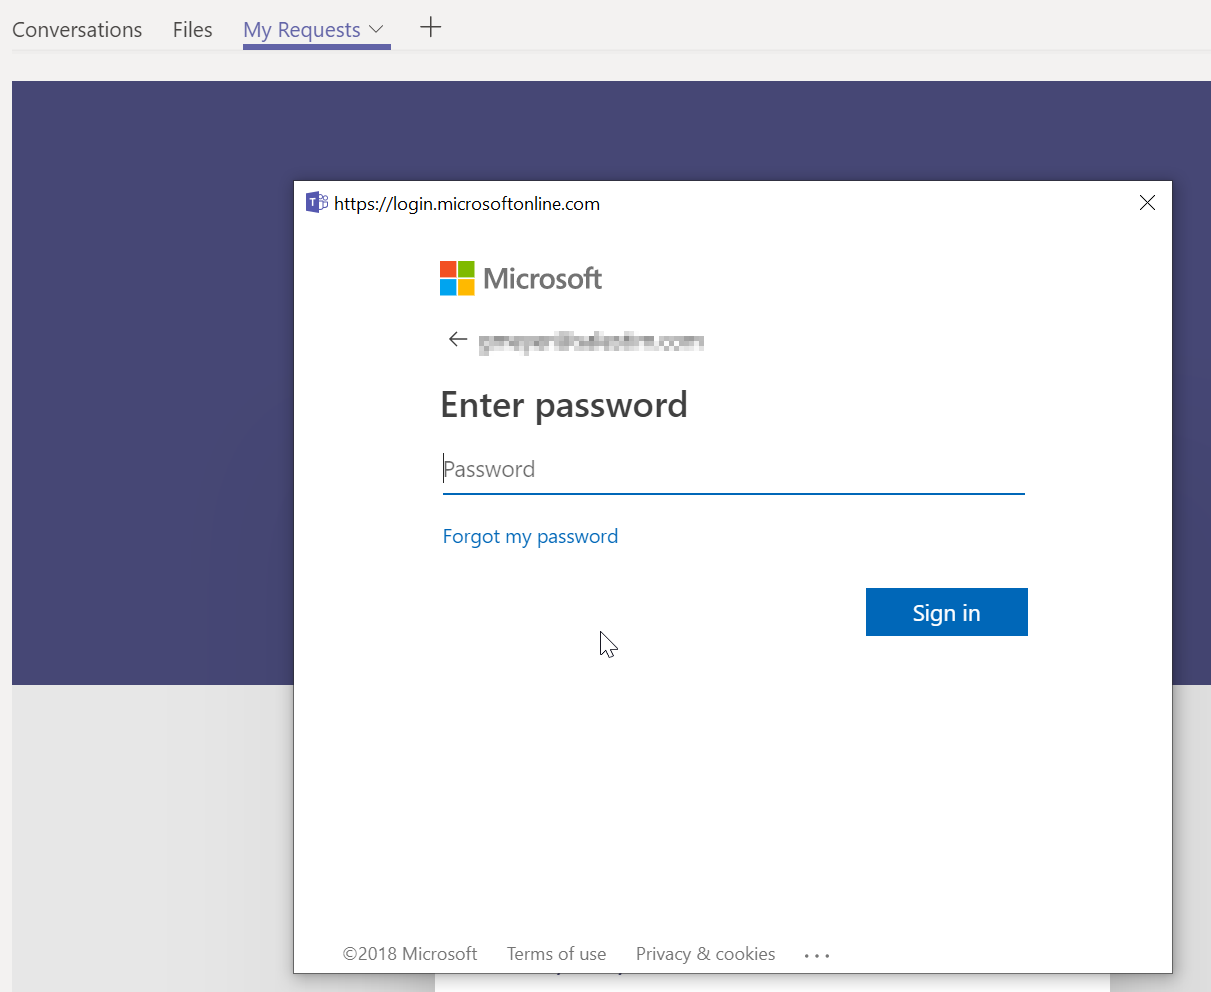 Conversations Files My Requests
https://login.microsoftonline.com
Microsoft
Enter password
Password
Forgot my password
Sign in
©2018 Microsoft Terms of use Privacy & cookies ...